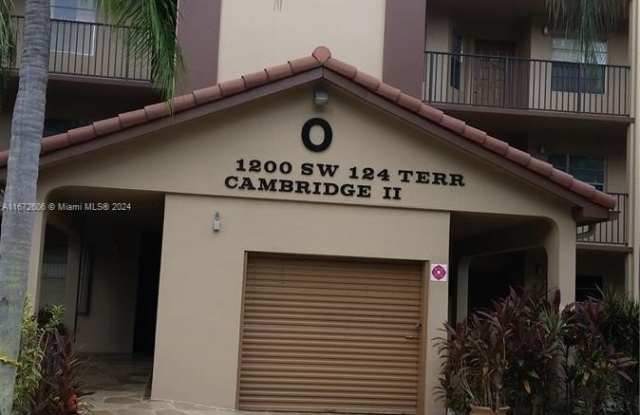 O
1200 SW 124 TERR
CAMBRIDGE II
A11672606 © Miami MLS® 2024